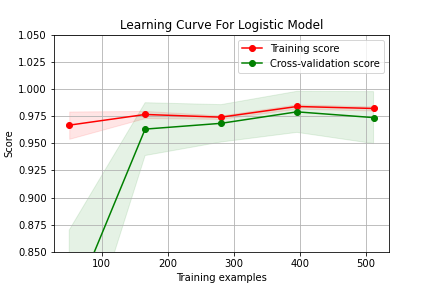 Learning Curve For Logistic Model
Training score
Cross-validation score
Score
1.050
1.025
1.000
0.975
0.950
0.925
0.900
0.875
0.850
100 200 300 400 500
Training examples